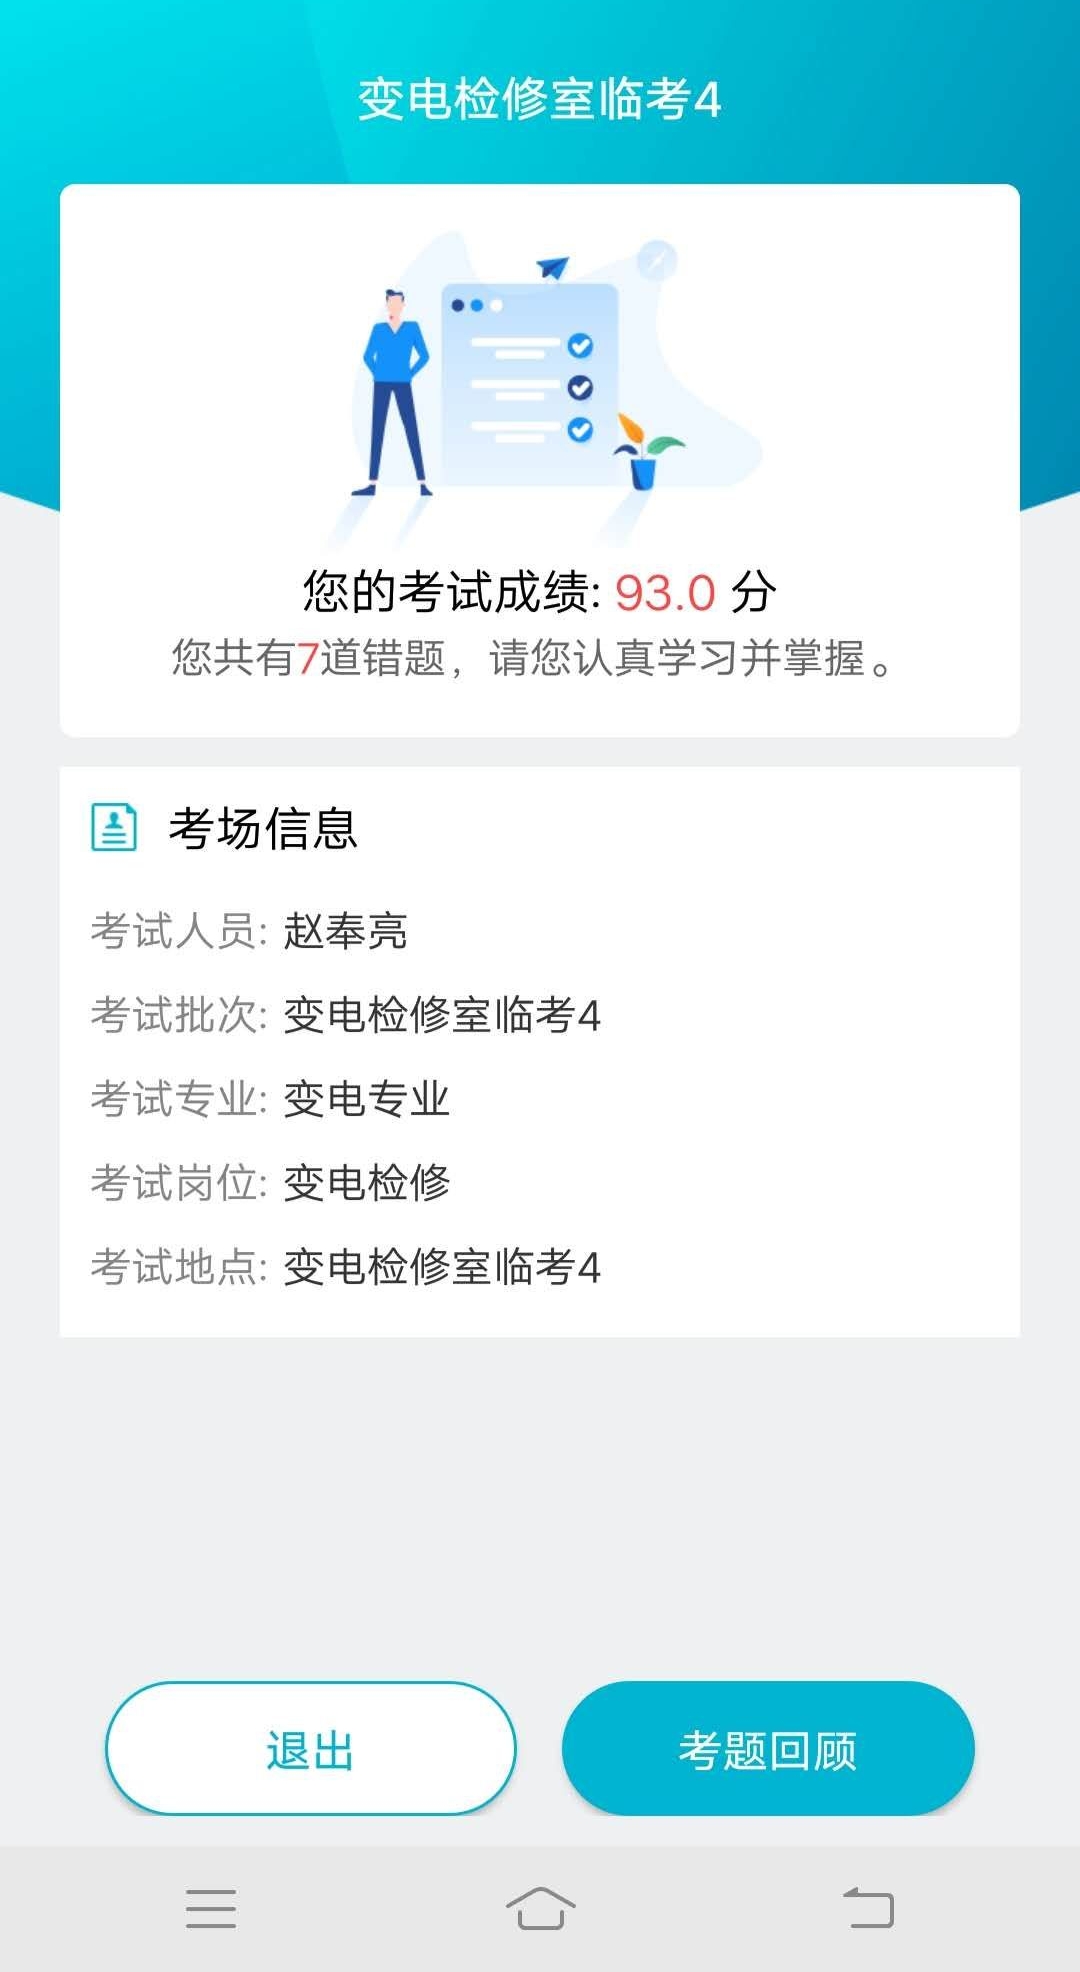 变电检修室临考4
您的考试成绩: 93.0 分
您共有7道错题，请您认真学习并掌握。
考场信息
考试人员: 赵奉亮
考试批次: 变电检修室临考4
考试专业: 变电专业
考试岗位: 变电检修
考试地点: 变电检修室临考4
退出
考题回顾